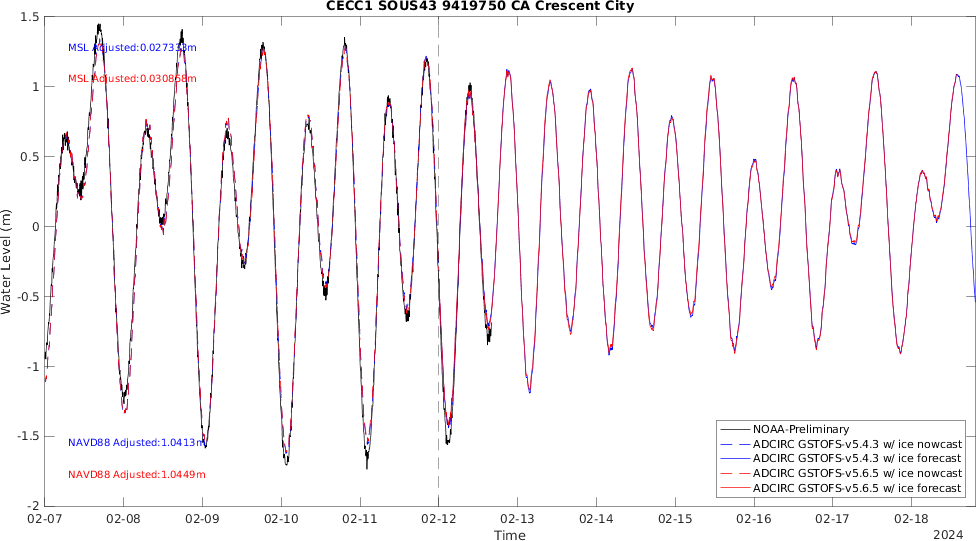 CECC1 SOUS43 9419750 CA Crescent City
1.5
1
0.5
0
-0.5
-1
-1.5
-2
Water Level (m)
MSL Adjusted:0.027333m
MSL Adjusted:0.030868m
NAVD88 Adjusted:1.0413m
NAVD88 Adjusted:1.0449m
NOAA-Preliminary
ADCIRC GSTOFS-v5.4.3 w/ ice nowcast
ADCIRC GSTOFS-v5.4.3 w/ ice forecast
ADCIRC GSTOFS-v5.6.5 w/ ice nowcast
ADCIRC GSTOFS-v5.6.5 w/ ice forecast
02-07 02-08 02-09 02-10 02-11 02-12 02-13 02-14 02-15 02-16 02-17 02-18
Time
2024